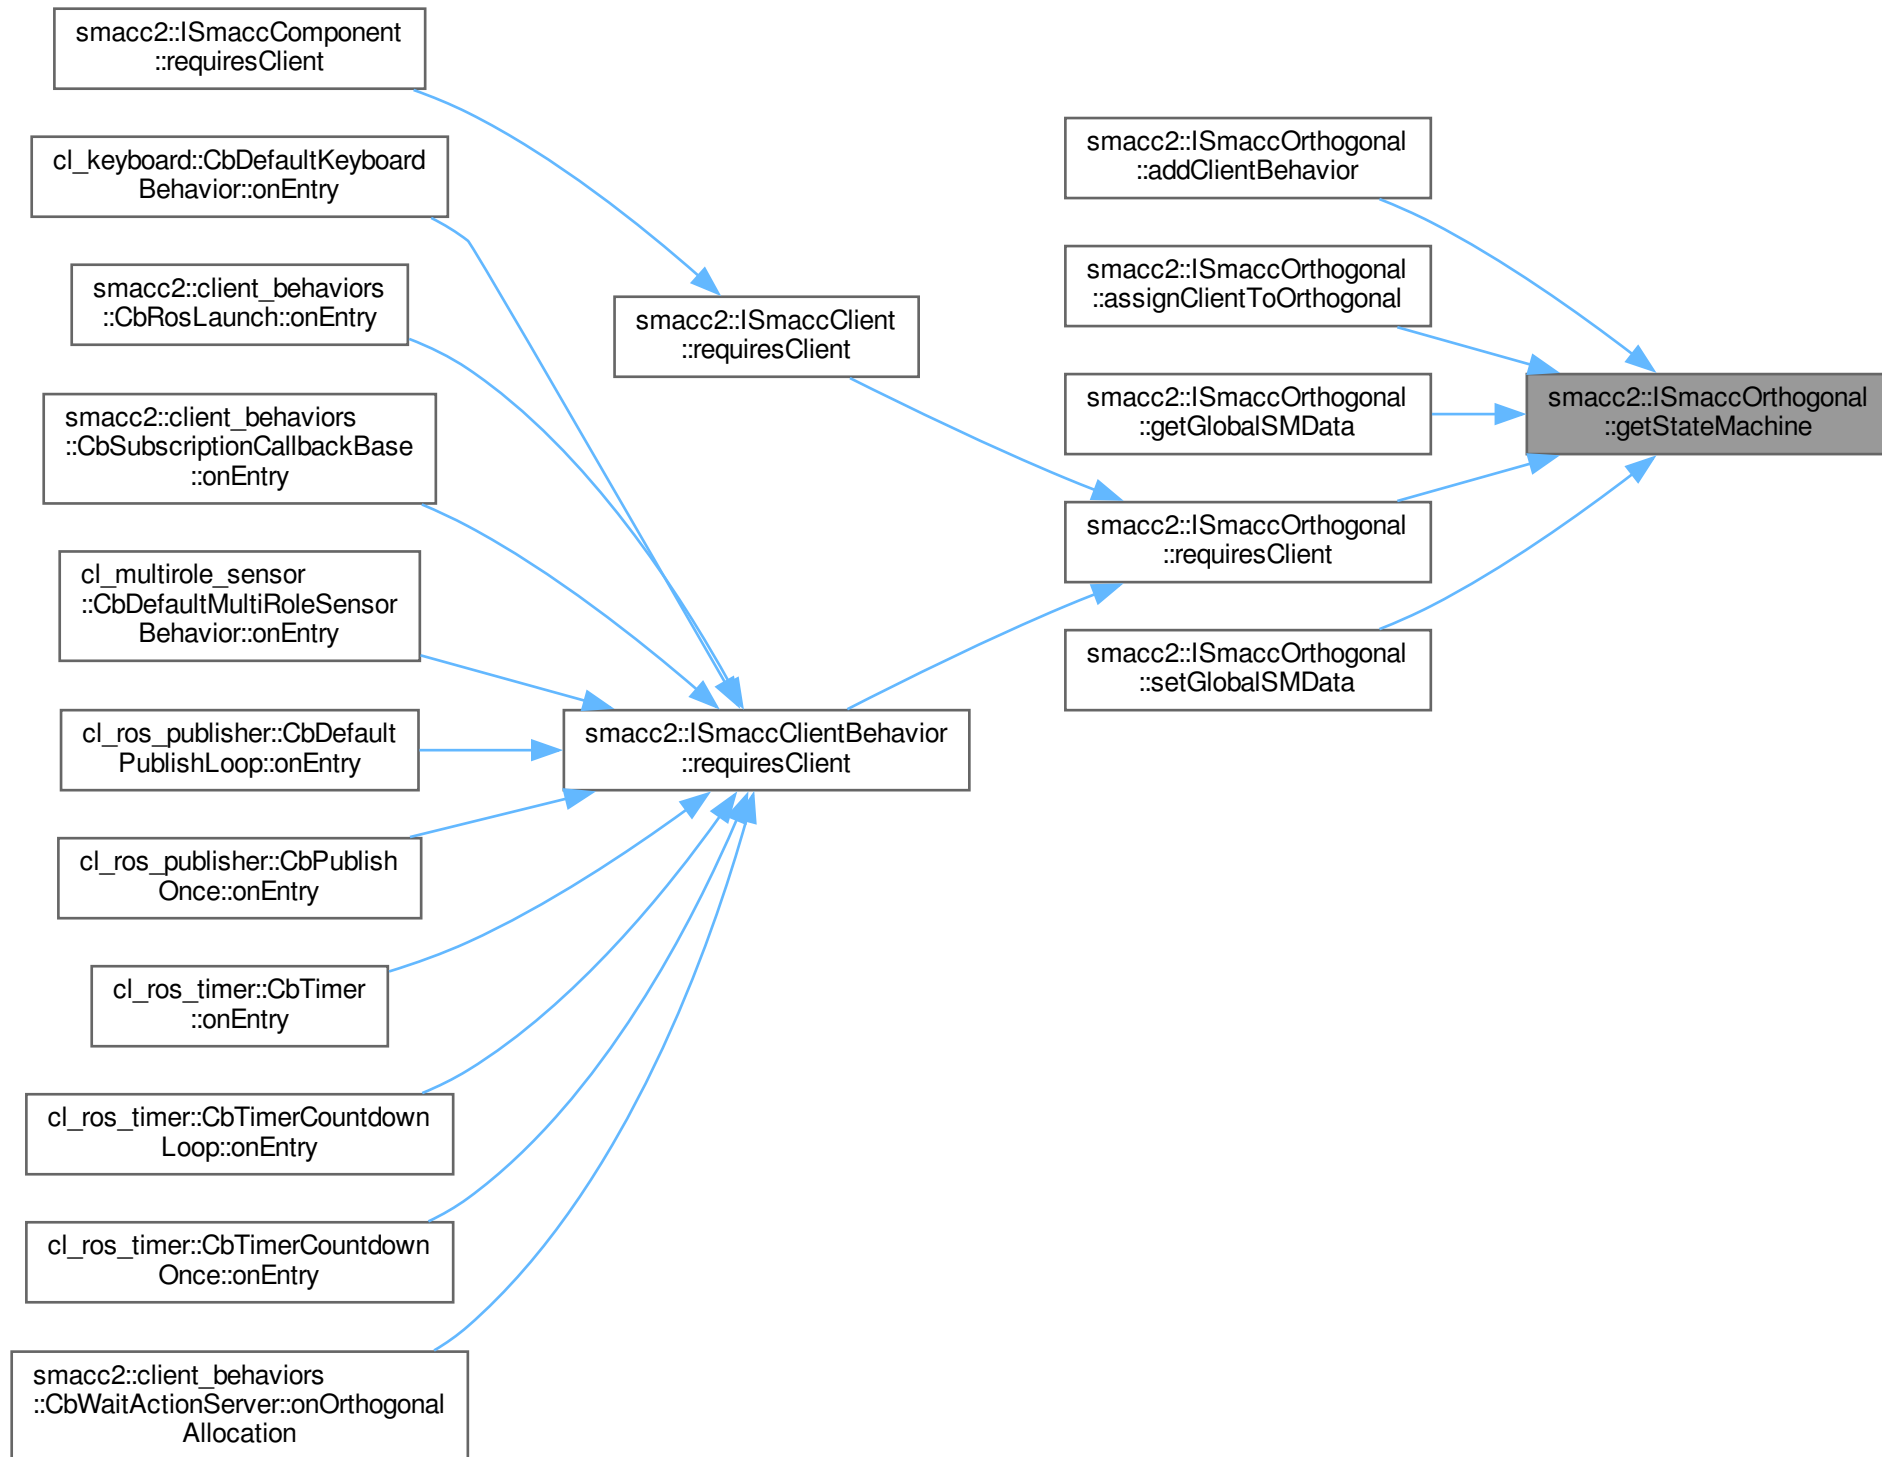 smacc2::ISmaccComponent
::requiresClient
cl_keyboard::CbDefaultKeyboard
Behavior::onEntry
smacc2::client_behaviors
::CbRosLaunch::onEntry
smacc2::client_behaviors
::CbSubscriptionCallbackBase
::onEntry
cl_multirole_sensor
::CbDefaultMultiRoleSensor
Behavior::onEntry
cl_ros_publisher::CbDefault
PublishLoop::onEntry
cl_ros_publisher::CbPublish
Once::onEntry
cl_ros_timer::CbTimer
::onEntry
cl_ros_timer::CbTimerCountdown
Loop::onEntry
cl_ros_timer::CbTimerCountdown
Once::onEntry
smacc2::client_behaviors
::CbWaitActionServer::onOrthogonal
Allocation
smacc2::ISmaccClient
::requiresClient
smacc2::ISmaccClientBehavior
::requiresClient
smacc2::ISmaccOrthogonal
::addClientBehavior
smacc2::ISmaccOrthogonal
::assignClientToOrthogonal
smacc2::ISmaccOrthogonal
::getGlobalSMData
smacc2::ISmaccOrthogonal
::requiresClient
smacc2::ISmaccOrthogonal
::setGlobalSMData
smacc2::ISmaccOrthogonal
::getStateMachine